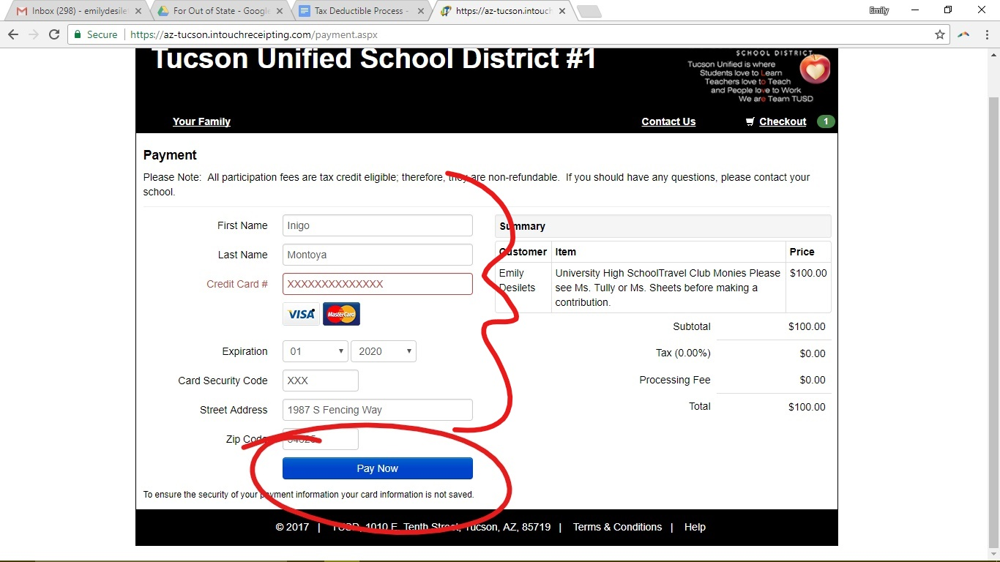 Inbox (298) - emilydesilet
For Out of State - Google
Tax Deductible Process -
https://az-tucson.intouch
Emily
Secure
https://az-tucson.intouchreceipting.com/payment.aspx
Tucson Unified School District #1
SCHOOL DISTRICT
Tucson Unified is where
Students love to Learn
Teachers love to Teach
and People love to Work
We are Team TUSD
Your Family
Contact Us
Checkout 1
Payment
Please Note: All participation fees are tax credit eligible; therefore, they are non-refundable. If you should have any questions, please contact your
school.
First Name Inigo
Last Name Montoya
Credit Card # XXXXXXXXXXXXXX
VISA MasterCard
Expiration 01 2020
Card Security Code XXX
Street Address 1987 S Fencing Way
Zip Code
Pay Now
To ensure the security of your payment information your card information is not saved.
Summary
Customer Item Price
Emily University High SchoolTravel Club Monies Please $100.00
Desilets see Ms. Tully or Ms. Sheets before making a
contribution.
Subtotal $100.00
Tax (0.00%) $0.00
Processing Fee $0.00
Total $100.00
© 2017 | TUSD, 1010 E. Tenth Street, Tucson, AZ, 85719 | Terms & Conditions | Help